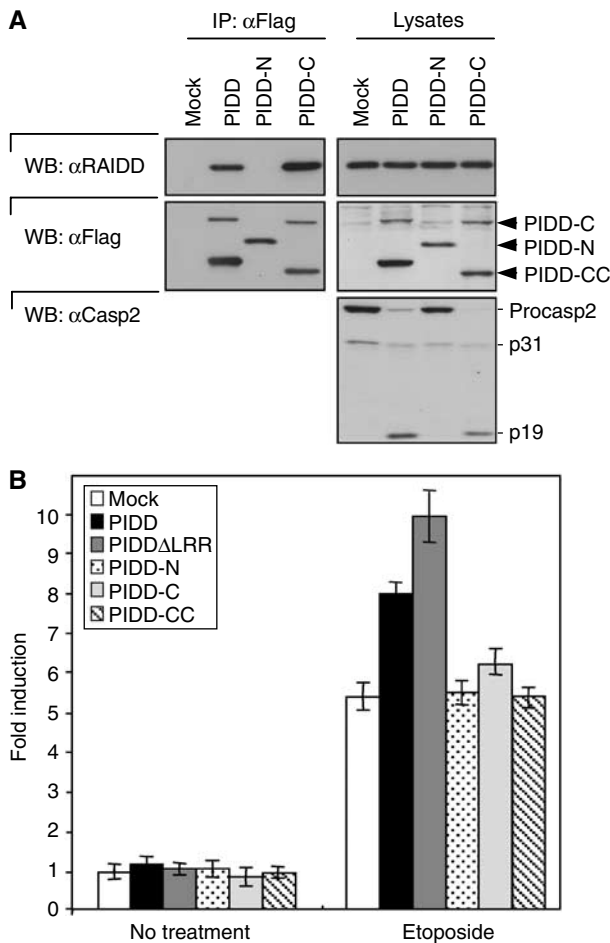 A
IP: αFlag
Lysates
Mock
PIDD
PIDD-N
PIDD-C
Mock
PIDD
PIDD-N
PIDD-C
WB: αRAIDD
WB: αFlag
PIDD-C
PIDD-N
PIDD-CC
WB: αCasp2
Procasp2
p31
p19
B
Mock
PIDD
PIDDΔLRR
PIDD-N
PIDD-C
PIDD-CC
Fold induction
10
9
8
7
6
5
4
3
2
1
0
No treatment
Etoposide